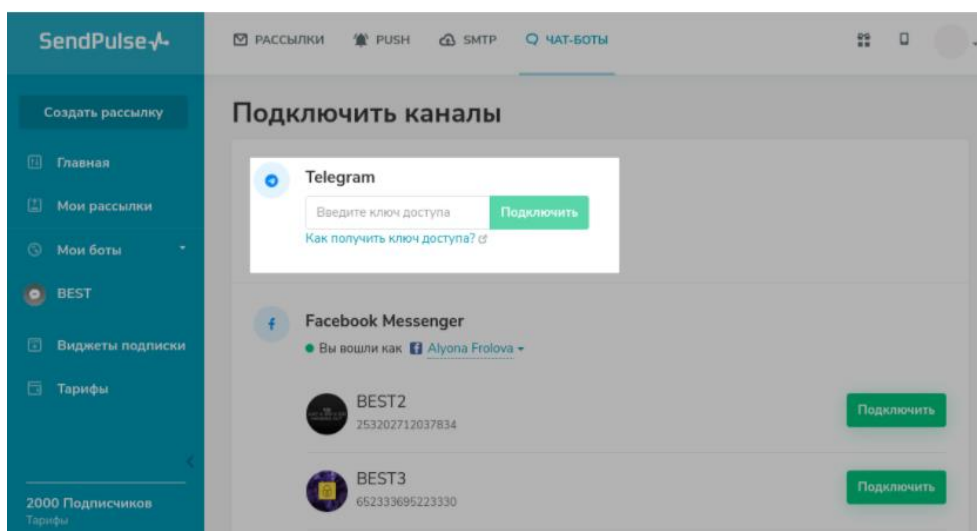 SendPulse
РАССЫЛКИ PUSH SMTP ЧАТ-БОТЫ
Создать рассылку
Главная
Мои рассылки
Мои боты
BEST
Виджеты подписки
Тарифы
2000 Подписчиков
Тарифы
Подключить каналы
Telegram
Введите ключ доступа Подключить
Как получить ключ доступа?
Facebook Messenger
Вы вошли как Alyona Frolova
BEST2
253202712037834
Подключить
BEST3
652333695223330
Подключить